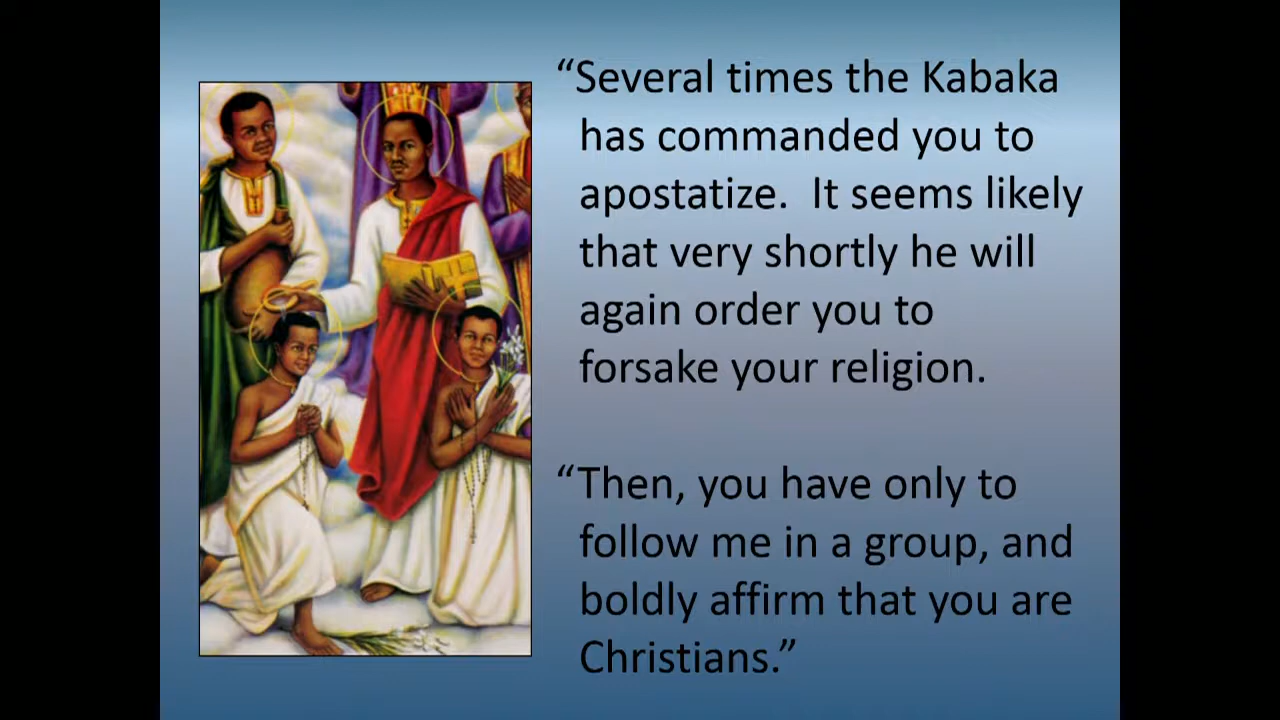 “Several times the Kabaka
has commanded you to
apostatize.  It seems likely
that very shortly he will
again order you to
forsake your religion.
“Then, you have only to
follow me in a group, and
boldly affirm that you are
Christians.”